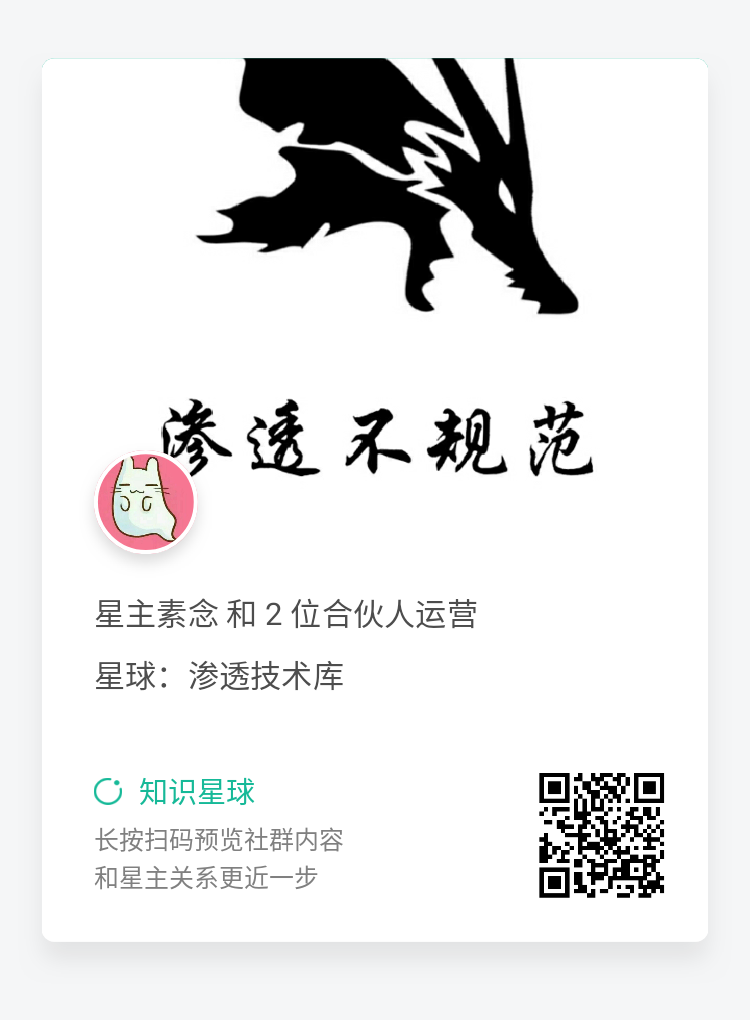 渗透不规范
星主素念 和 2 位合伙人运营
星球：渗透技术库
知识星球
长按扫码预览社群内容
和星主关系更近一步